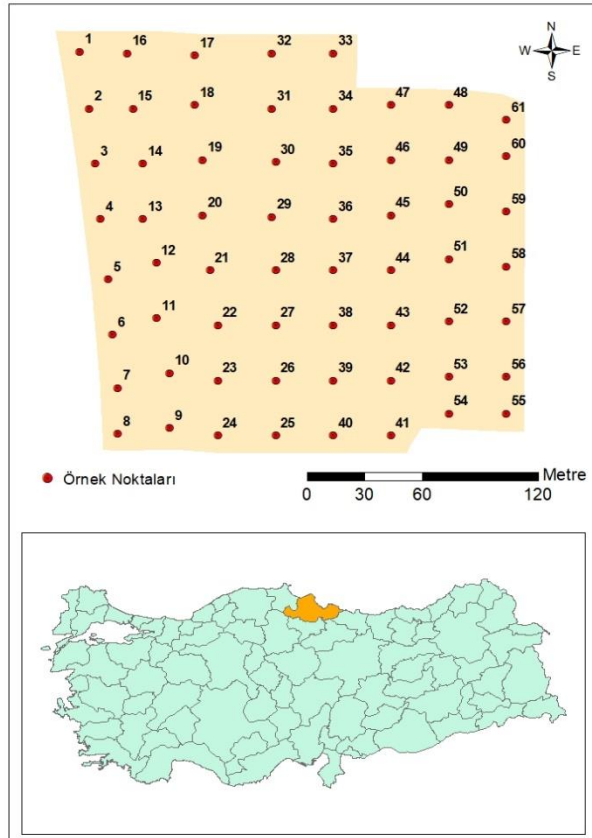 1 16 17 32 33
N
W E
S
2 15 18 31 34 47 48 61
3 14 19 30 35 46 49 60
4 13 20 29 36 45 50 59
5 12 21 28 37 44 51 58
6 11 22 27 38 43 52 57
7 10 23 26 39 42 53 56
8 9 24 25 40 41 54 55
Örnek Noktaları
Metre
0 30 60 120